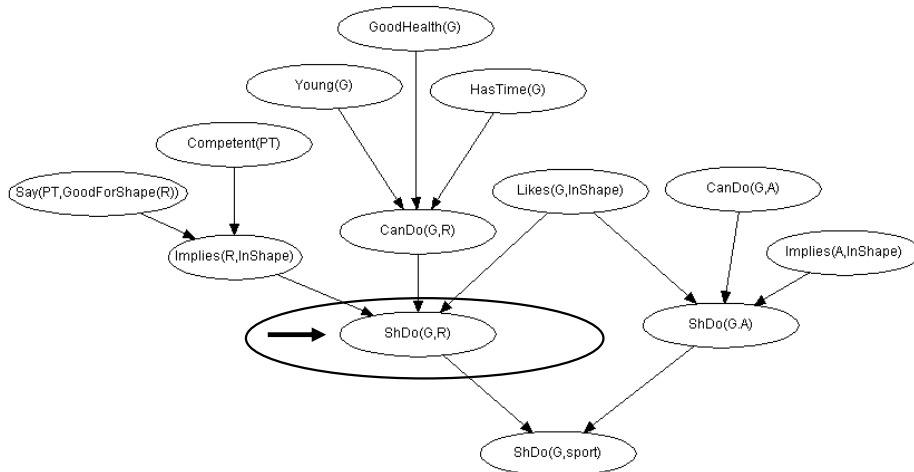 GoodHealth(G)
Young(G)
HasTime(G)
Competent(PT)
Say(PT,GoodForShape(R))
Likes(G,InShape)
CanDo(G,A)
CanDo(G,R)
Implies(R,InShape)
Implies(A,InShape)
ShDo(G,R)
ShDo(G.A)
ShDo(G,sport)